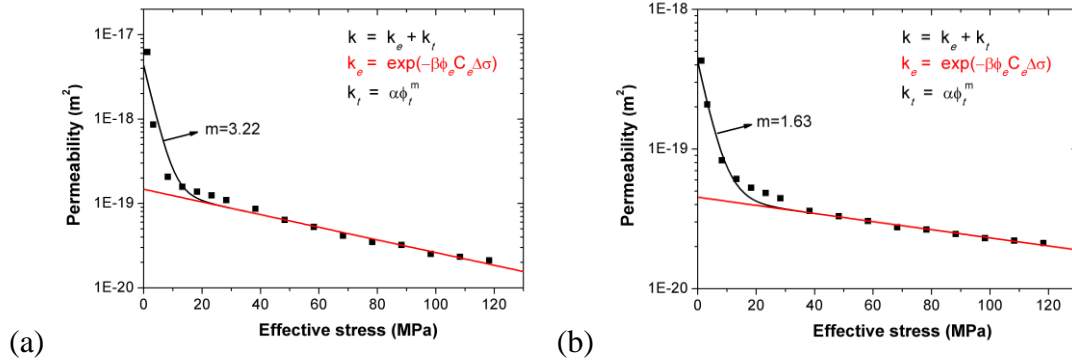 (a)
1E-17
1E-18
1E-19
1E-20
Permeability (m²)
k = kₑ + kₜ
kₑ = exp(−βϕₑCₑΔσ)
kₜ = αϕₜᵐ
m=3.22
0 20 40 60 80 100 120
Effective stress (MPa)
(b)
1E-18
1E-19
1E-20
Permeability (m²)
k = kₑ + kₜ
kₑ = exp(−βϕₑCₑΔσ)
kₜ = αϕₜᵐ
m=1.63
0 20 40 60 80 100 120
Effective stress (MPa)